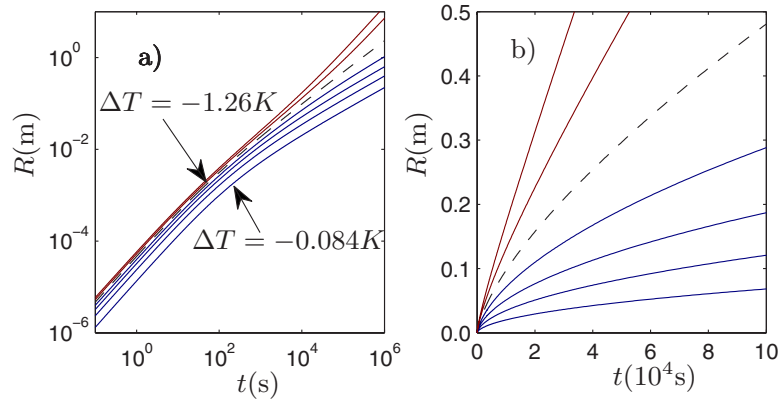 a)
b)
R(m)
10^0
10^-2
10^-4
10^-6
ΔT = −1.26K
ΔT = −0.084K
10^0 10^2 10^4 10^6
t(s)
R(m)
0.5
0.4
0.3
0.2
0.1
0.0
0 2 4 6 8 10
t(10^4s)